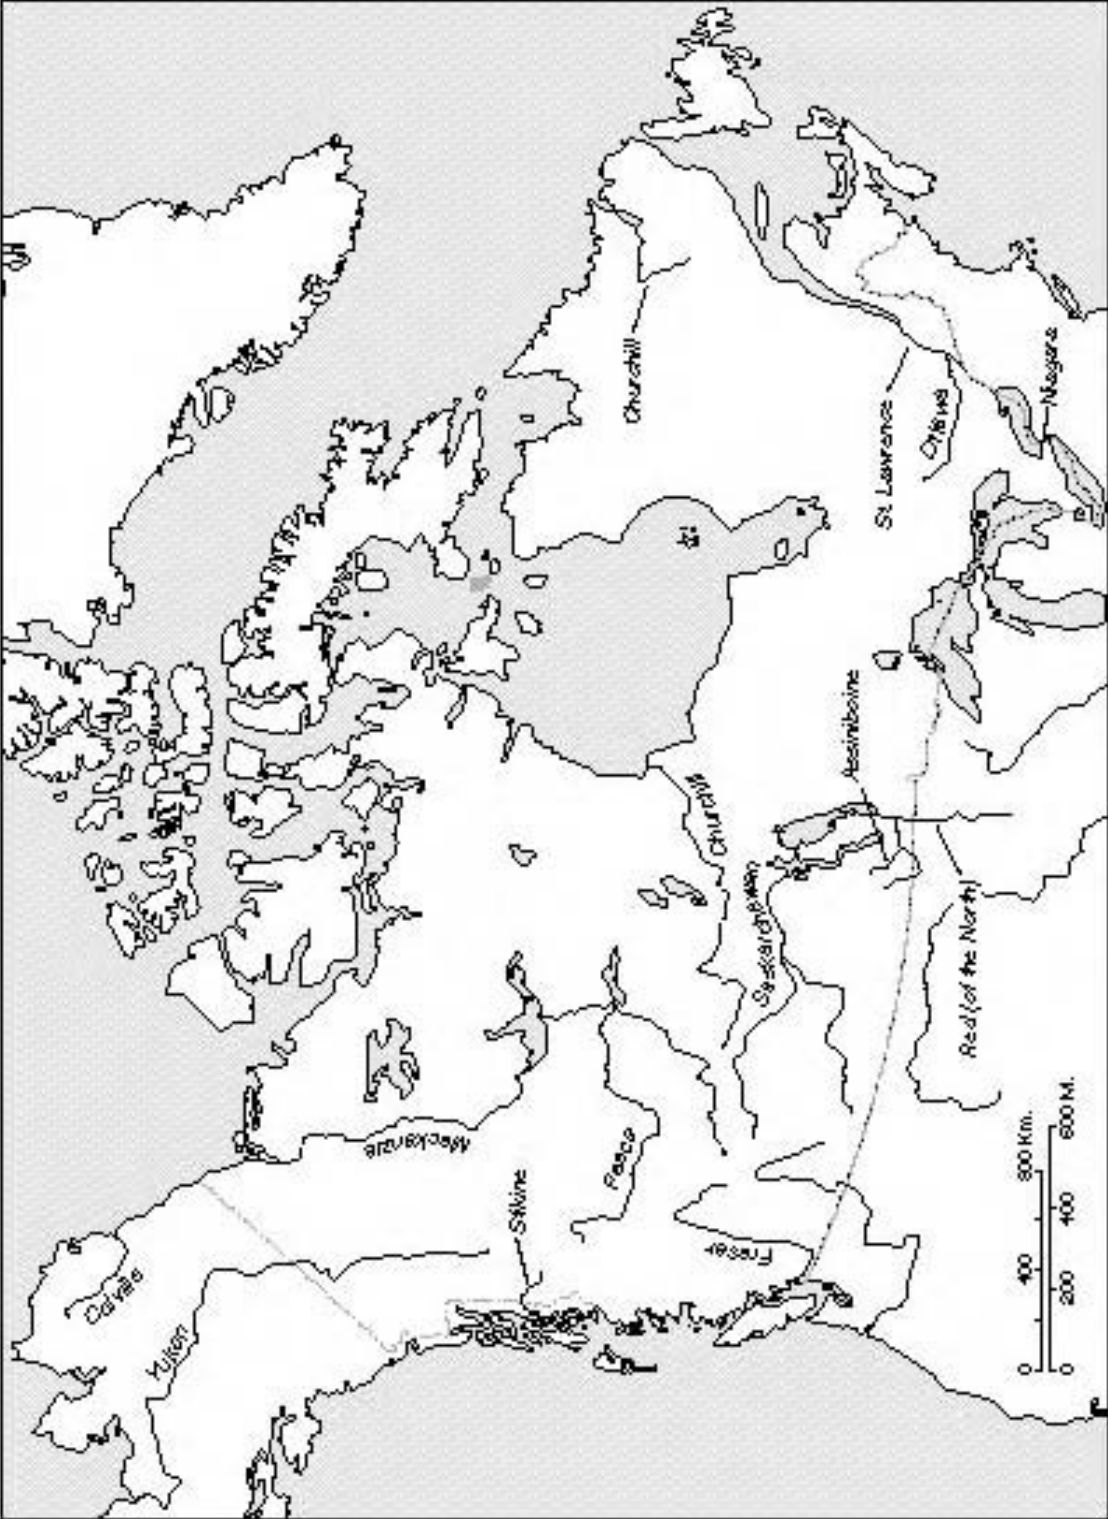 Colville
Yukon
Mackenzie
Stikine
Peace
Fraser
Churchill
Saskatchewan
Assiniboine
Red (of the North)
Churchill
St. Lawrence
Ottawa
Niagara
0 400 800 Km.
0 200 400 600 M.